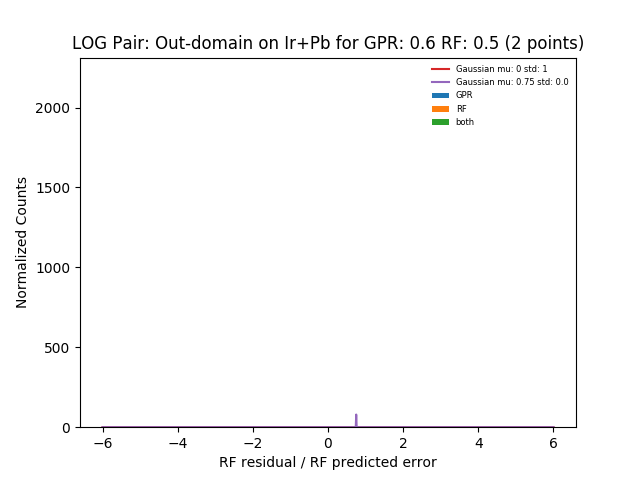 LOG Pair: Out-domain on Ir+Pb for GPR: 0.6 RF: 0.5 (2 points)
Gaussian mu: 0 std: 1
Gaussian mu: 0.75 std: 0.0
GPR
RF
both
Normalized Counts
2000
1500
1000
500
0
−6 −4 −2 0 2 4 6
RF residual / RF predicted error